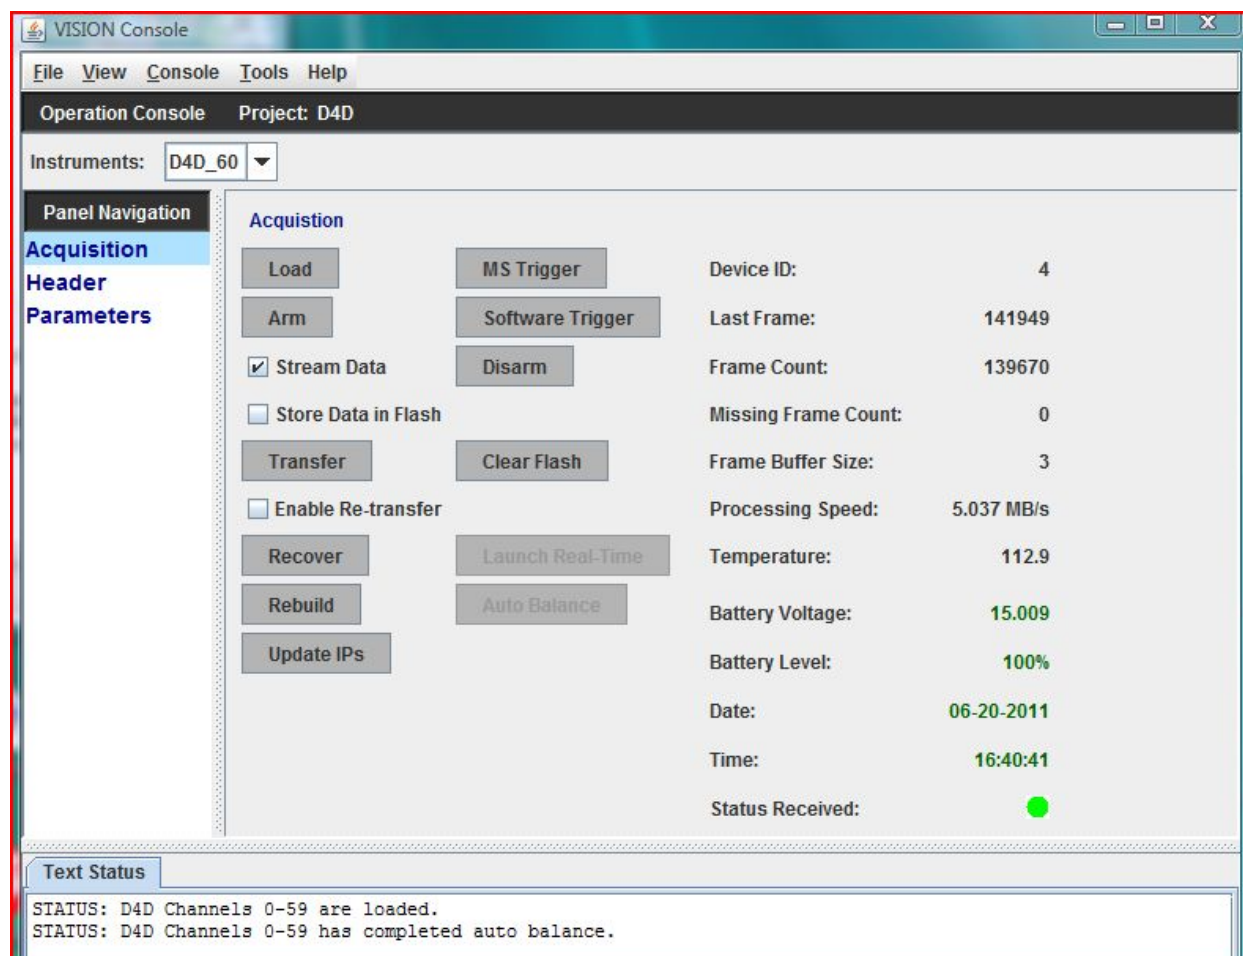 VISION Console
File View Console Tools Help
Operation Console Project: D4D
Instruments: D4D_60
Panel Navigation
Acquisition
Header
Parameters
Acquistion
Load MS Trigger Device ID: 4
Arm Software Trigger Last Frame: 141949
Stream Data Disarm Frame Count: 139670
Store Data in Flash Missing Frame Count: 0
Transfer Clear Flash Frame Buffer Size: 3
Enable Re-transfer Processing Speed: 5.037 MB/s
Recover Launch Real-Time Temperature: 112.9
Rebuild Auto Balance Battery Voltage: 15.009
Update IPs Battery Level: 100%
Date: 06-20-2011
Time: 16:40:41
Status Received:
Text Status
STATUS: D4D Channels 0-59 are loaded.
STATUS: D4D Channels 0-59 has completed auto balance.